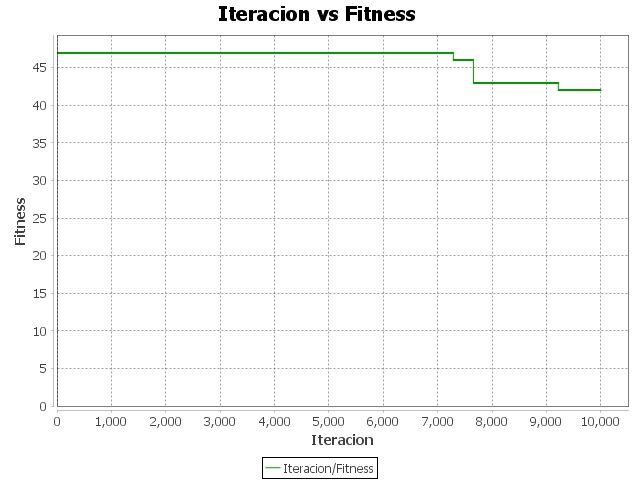 Iteracion vs Fitness
45
40
35
30
25
20
15
10
5
0
Fitness
0 1,000 2,000 3,000 4,000 5,000 6,000 7,000 8,000 9,000 10,000
Iteracion
Iteracion/Fitness